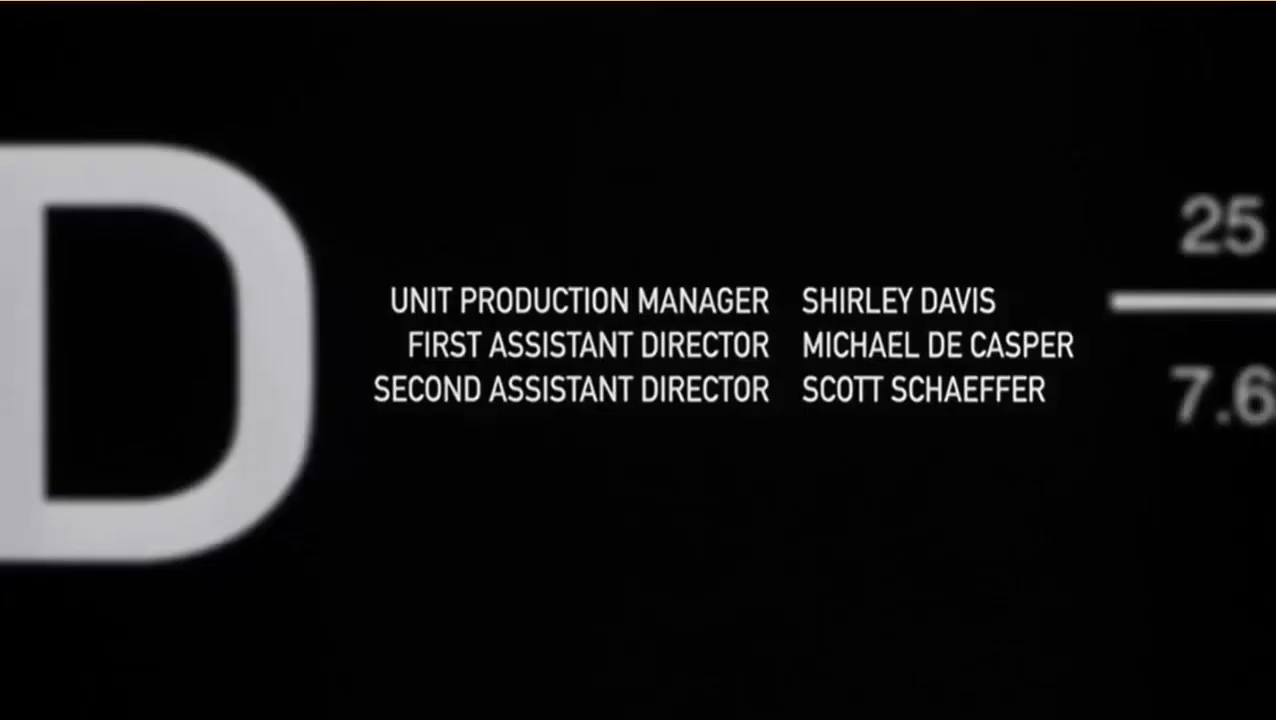 D
25
UNIT PRODUCTION MANAGER SHIRLEY DAVIS
FIRST ASSISTANT DIRECTOR MICHAEL DE CASPER
SECOND ASSISTANT DIRECTOR SCOTT SCHAEFFER
7.6